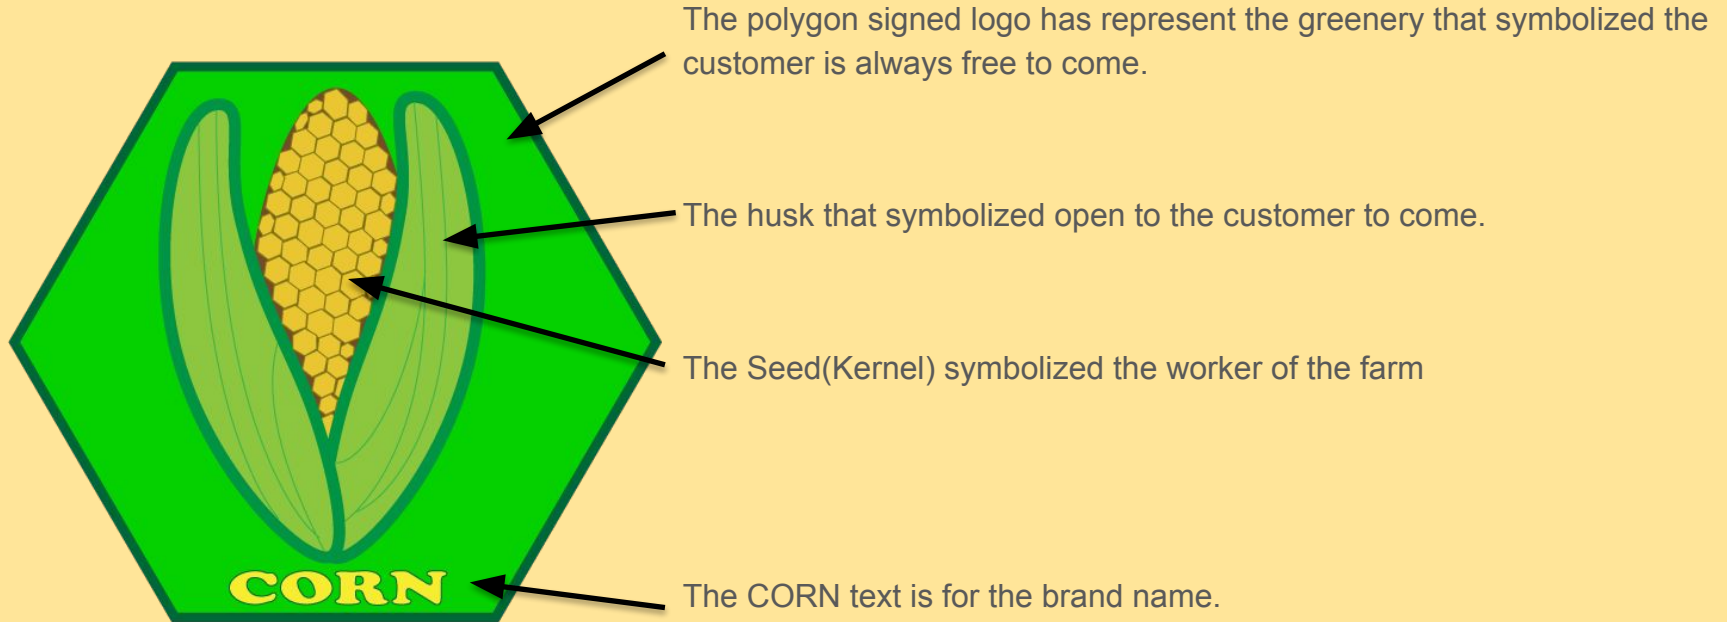 The polygon signed logo has represent the greenery that symbolized the
customer is always free to come.
The husk that symbolized open to the customer to come.
The Seed(Kernel) symbolized the worker of the farm
CORN
The CORN text is for the brand name.